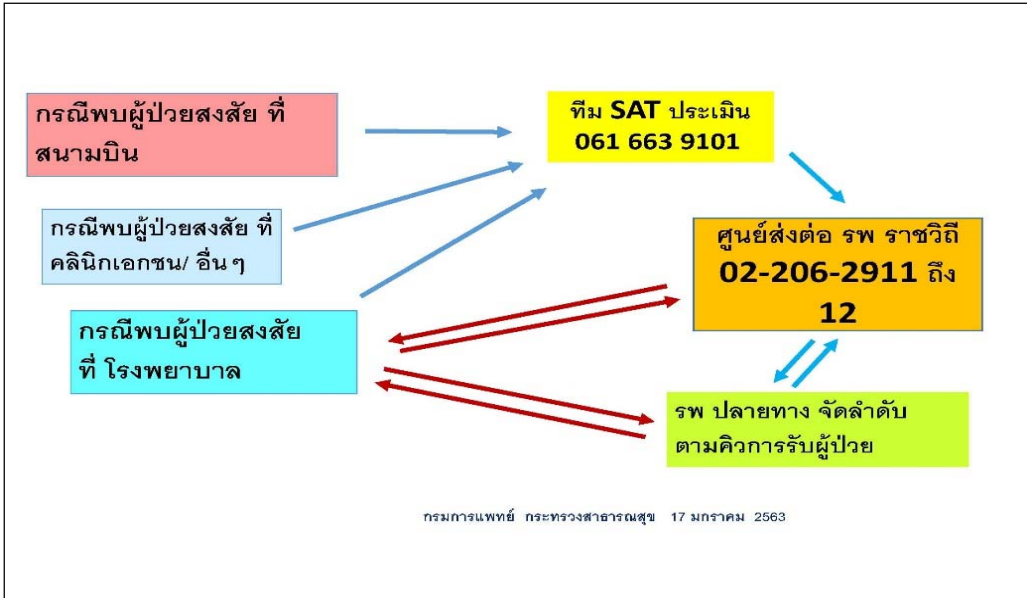 กรณีพบผู้ป่วยสงสัย ที่
สนามบิน
ทีม SAT ประเมิน
061 663 9101
กรณีพบผู้ป่วยสงสัย ที่
คลินิกเอกชน/ อื่นๆ
ศูนย์ส่งต่อ รพ ราชวิถี
02-206-2911 ถึง
12
กรณีพบผู้ป่วยสงสัย
ที่ โรงพยาบาล
รพ ปลายทาง จัดลำดับ
ตามคิวการรับผู้ป่วย
กรมการแพทย์ กระทรวงสาธารณสุข 17 มกราคม 2563